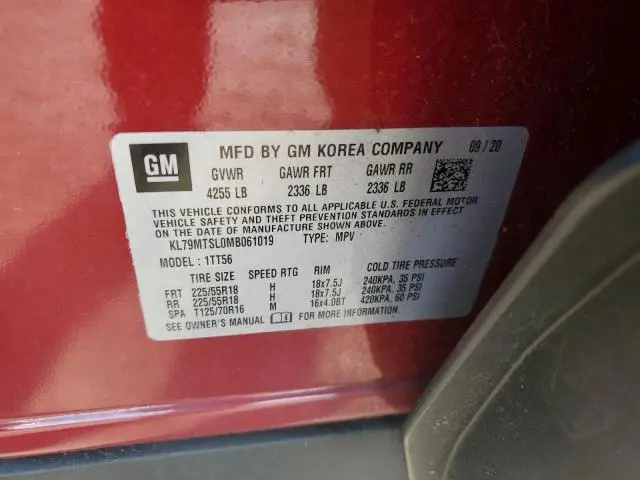 GM
MFD BY GM KOREA COMPANY 09/20
GVWR GAWR FRT GAWR RR
4255 LB 2336 LB 2336 LB
THIS VEHICLE CONFORMS TO ALL APPLICABLE U.S. FEDERAL MOTOR
VEHICLE SAFETY AND THEFT PREVENTION STANDARDS IN EFFECT
ON THE DATE OF MANUFACTURE SHOWN ABOVE.
KL79MTSL0MB061019 TYPE: MPV
MODEL: 1TT56
TIRE SIZE SPEED RTG RIM COLD TIRE PRESSURE
FRT 225/55R18 H 18x7.5J 240KPA, 35 PSI
RR 225/55R18 H 18x7.5J 240KPA, 35 PSI
SPA T125/70R16 M 16x4.0BT 420KPA, 60 PSI
SEE OWNER'S MANUAL FOR MORE INFORMATION.